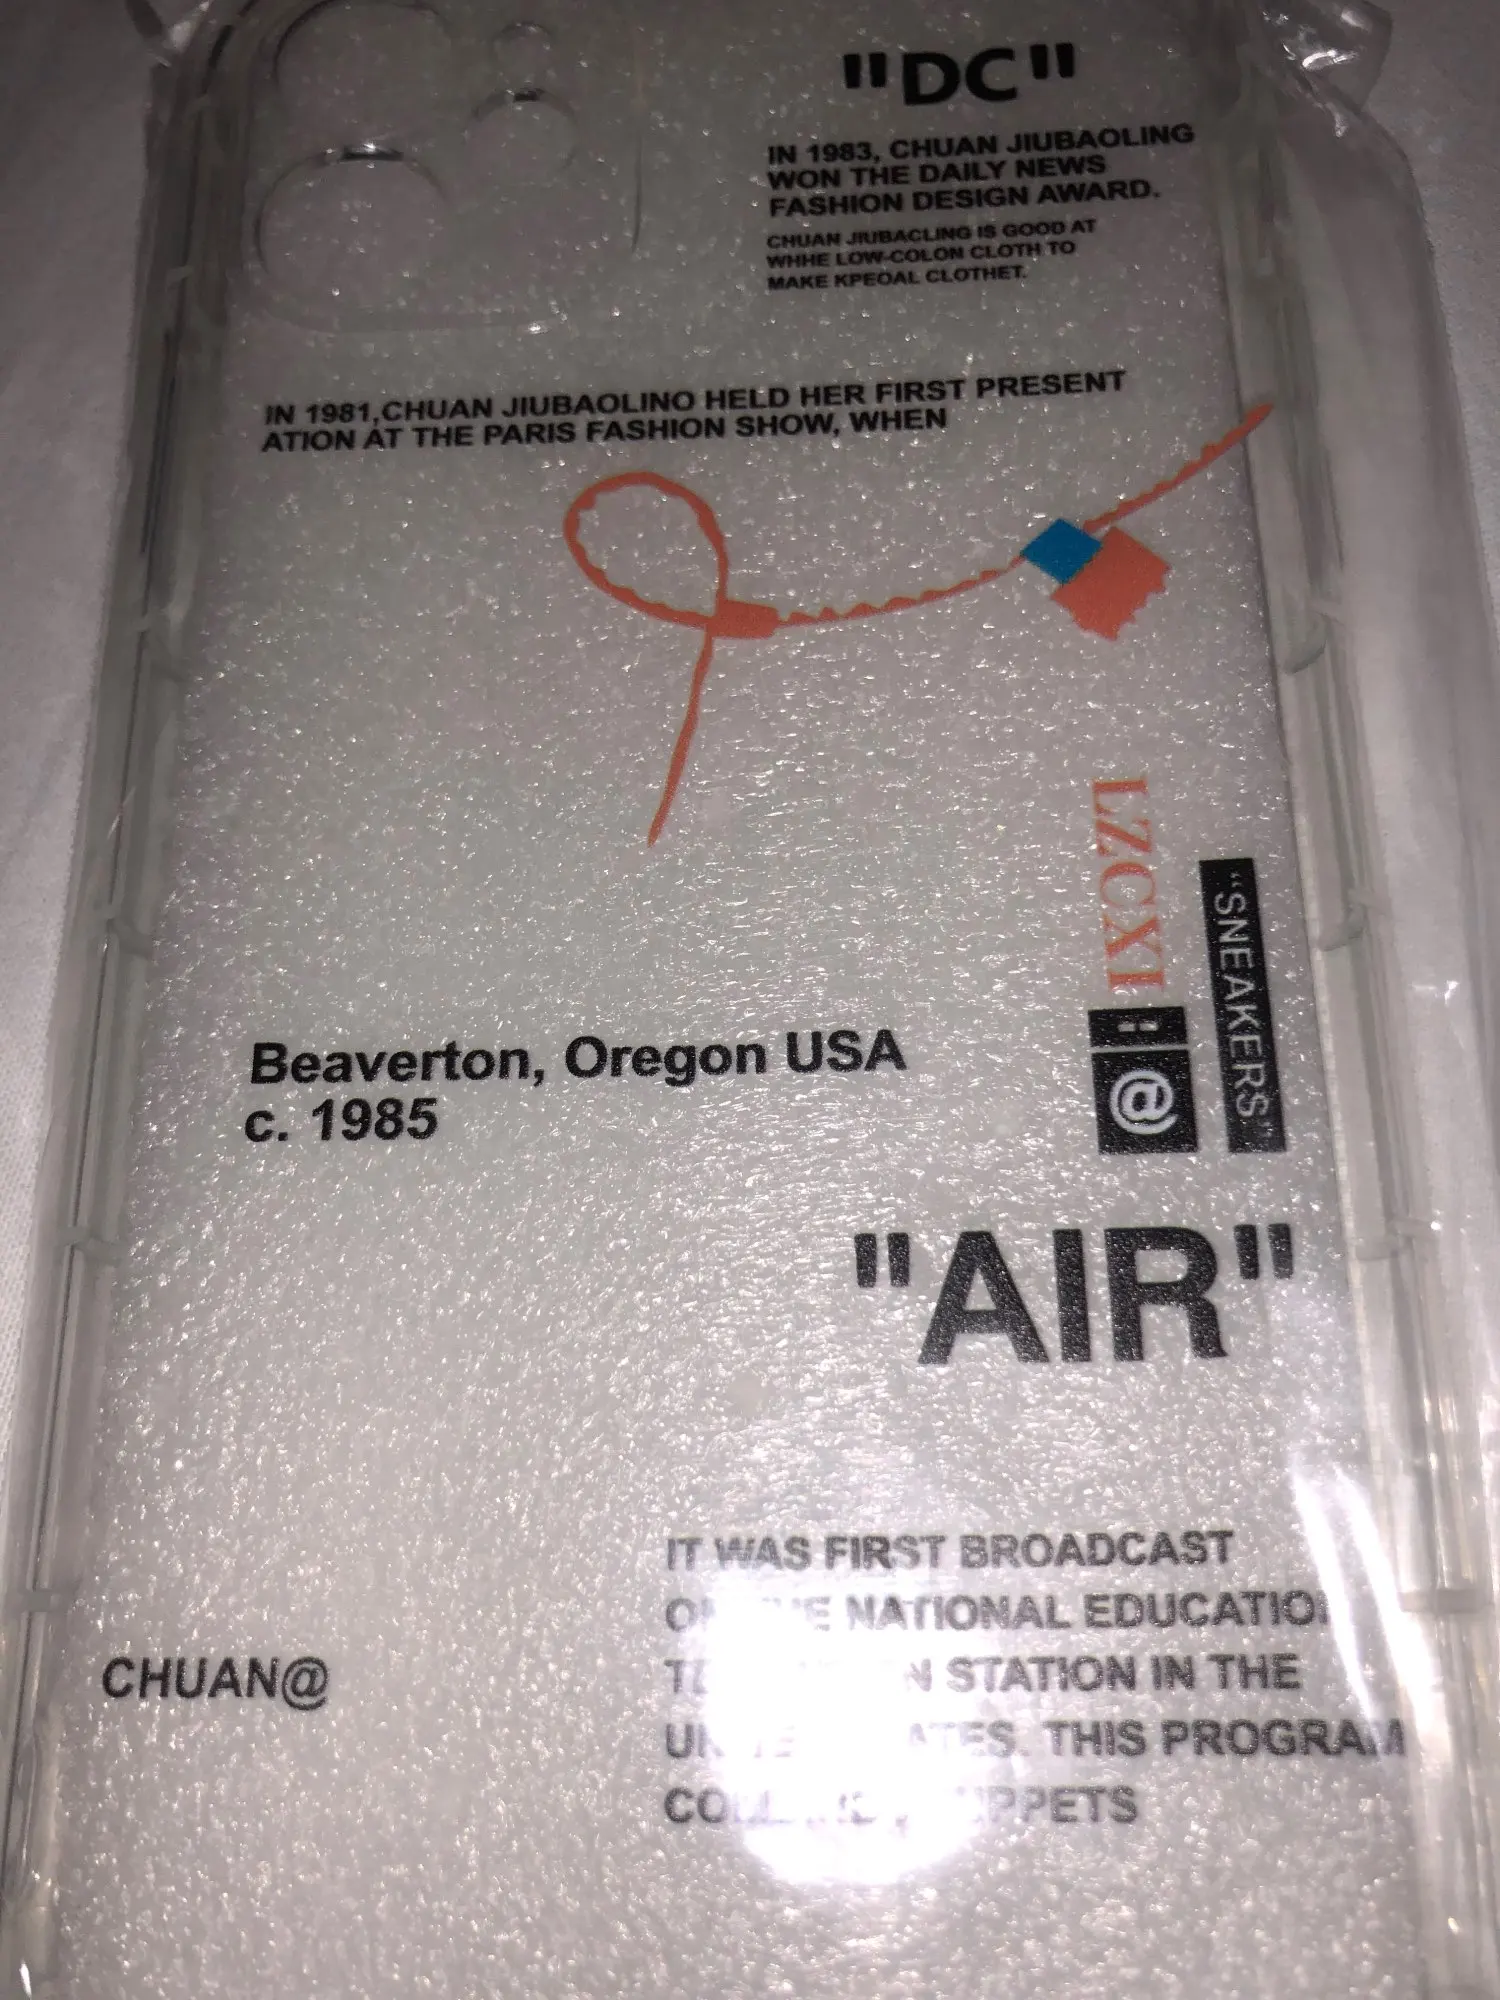 "DC"
IN 1983, CHUAN JIUBAOLING
WON THE DAILY NEWS
FASHION DESIGN AWARD.
CHUAN JIUBACLING IS GOOD AT
WHHE LOW-COLON CLOTH TO
MAKE KPEOAL CLOTHET.
IN 1981,CHUAN JIUBAOLINO HELD HER FIRST PRESENT
ATION AT THE PARIS FASHION SHOW, WHEN
LZCXI
:@
"SNEAKERS"
Beaverton, Oregon USA
c. 1985
"AIR"
IT WAS FIRST BROADCAST
NATIONAL EDUCATION
STATION IN THE
THIS PROGRAM
CHUAN@